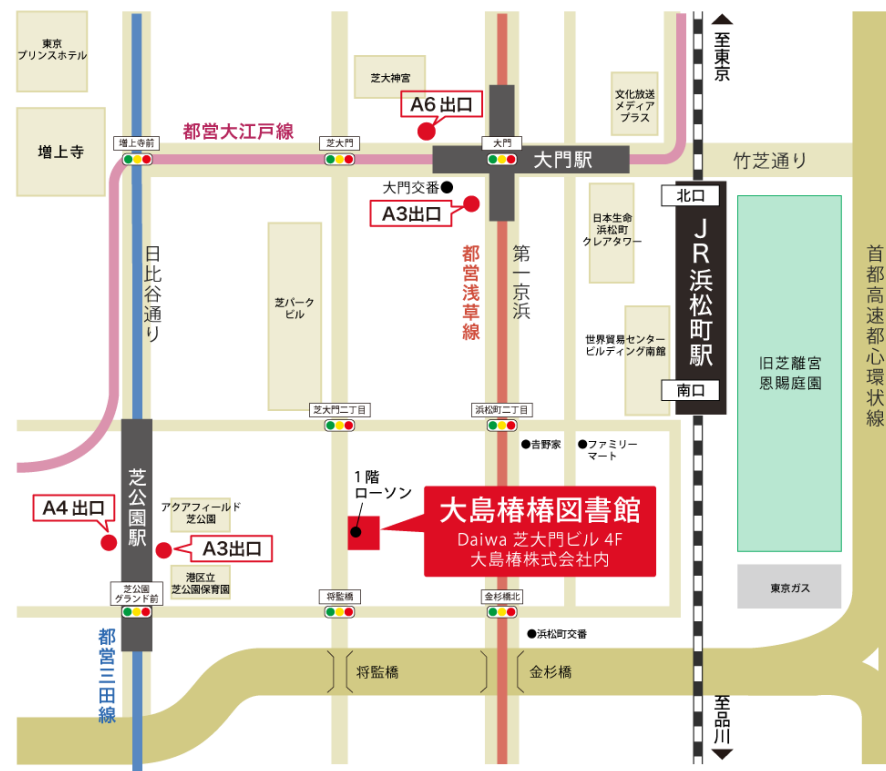 東京
プリンスホテル
芝大神宮
至東京
A6出口
文化放送
メディア
プラス
増上寺
都営大江戸線
増上寺前
芝大門
大門
大門駅
竹芝通り
大門交番
A3出口
北口
日本生命
浜松町
クレアタワー
JR浜松町駅
日比谷通り
都営浅草線
第一京浜
首都高速都心環状線
芝パーク
ビル
世界貿易センター
ビルディング南館
旧芝離宮
恩賜庭園
南口
芝大門二丁目
浜松町二丁目
吉野家
ファミリー
マート
芝公園駅
1階
ローソン
大島椿椿図書館
Daiwa 芝大門ビル 4F
大島椿株式会社内
A4出口
アクアフィールド
芝公園
A3出口
港区立
芝公園保育園
東京ガス
芝公園
グランド前
将監橋
金杉橋北
浜松町交番
都営三田線
将監橋
金杉橋
至品川